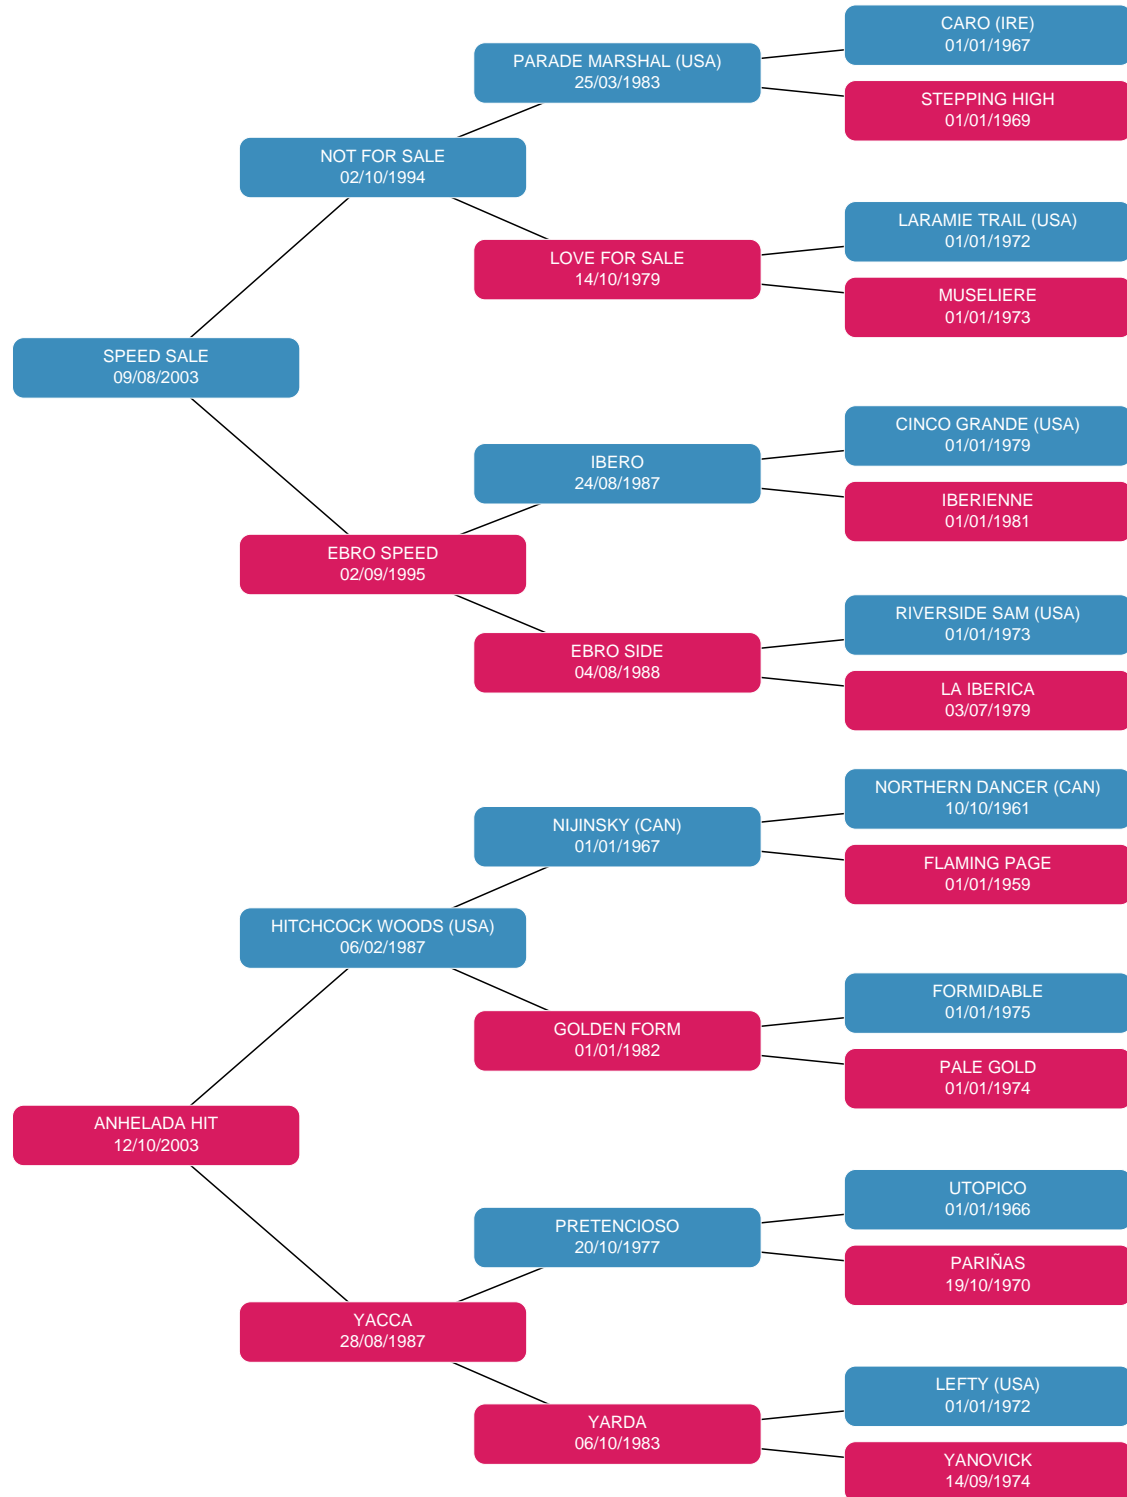 CARO (IRE)
01/01/1967
PARADE MARSHAL (USA)
25/03/1983
STEPPING HIGH
01/01/1969
NOT FOR SALE
02/10/1994
LARAMIE TRAIL (USA)
01/01/1972
LOVE FOR SALE
14/10/1979
MUSELIERE
01/01/1973
SPEED SALE
09/08/2003
CINCO GRANDE (USA)
01/01/1979
IBERO
24/08/1987
IBERIENNE
01/01/1981
EBRO SPEED
02/09/1995
RIVERSIDE SAM (USA)
01/01/1973
EBRO SIDE
04/08/1988
LA IBERICA
03/07/1979
NORTHERN DANCER (CAN)
10/10/1961
NIJINSKY (CAN)
01/01/1967
FLAMING PAGE
01/01/1959
HITCHCOCK WOODS (USA)
06/02/1987
FORMIDABLE
01/01/1975
GOLDEN FORM
01/01/1982
PALE GOLD
01/01/1974
ANHELADA HIT
12/10/2003
UTOPICO
01/01/1966
PRETENCIOSO
20/10/1977
PARIÑAS
19/10/1970
YACCA
28/08/1987
LEFTY (USA)
01/01/1972
YARDA
06/10/1983
YANOVICK
14/09/1974